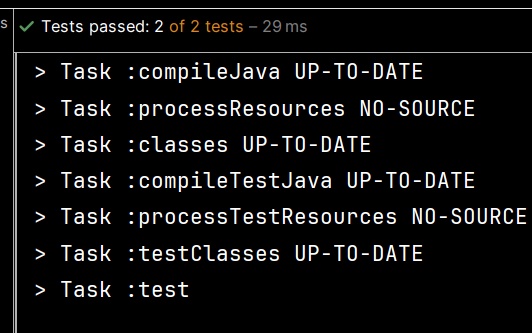 s
Tests passed: 2 of 2 tests – 29 ms
> Task :compileJava UP-TO-DATE
> Task :processResources NO-SOURCE
> Task :classes UP-TO-DATE
> Task :compileTestJava UP-TO-DATE
> Task :processTestResources NO-SOURCE
> Task :testClasses UP-TO-DATE
> Task :test